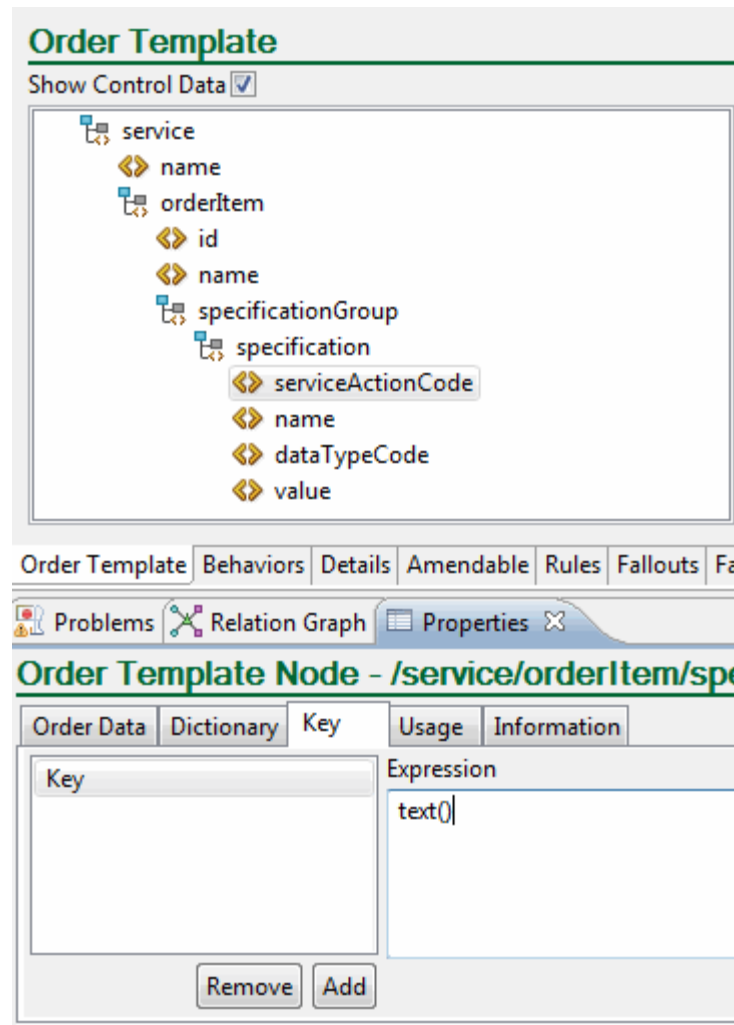 Order Template
Show Control Data
service
name
orderItem
id
name
specificationGroup
specification
serviceActionCode
name
dataTypeCode
value
Order Template Behaviors Details Amendable Rules Fallouts Fa
Problems Relation Graph Properties
Order Template Node - /service/orderItem/spe
Order Data Dictionary Key Usage Information
Key Expression
text()
Remove Add